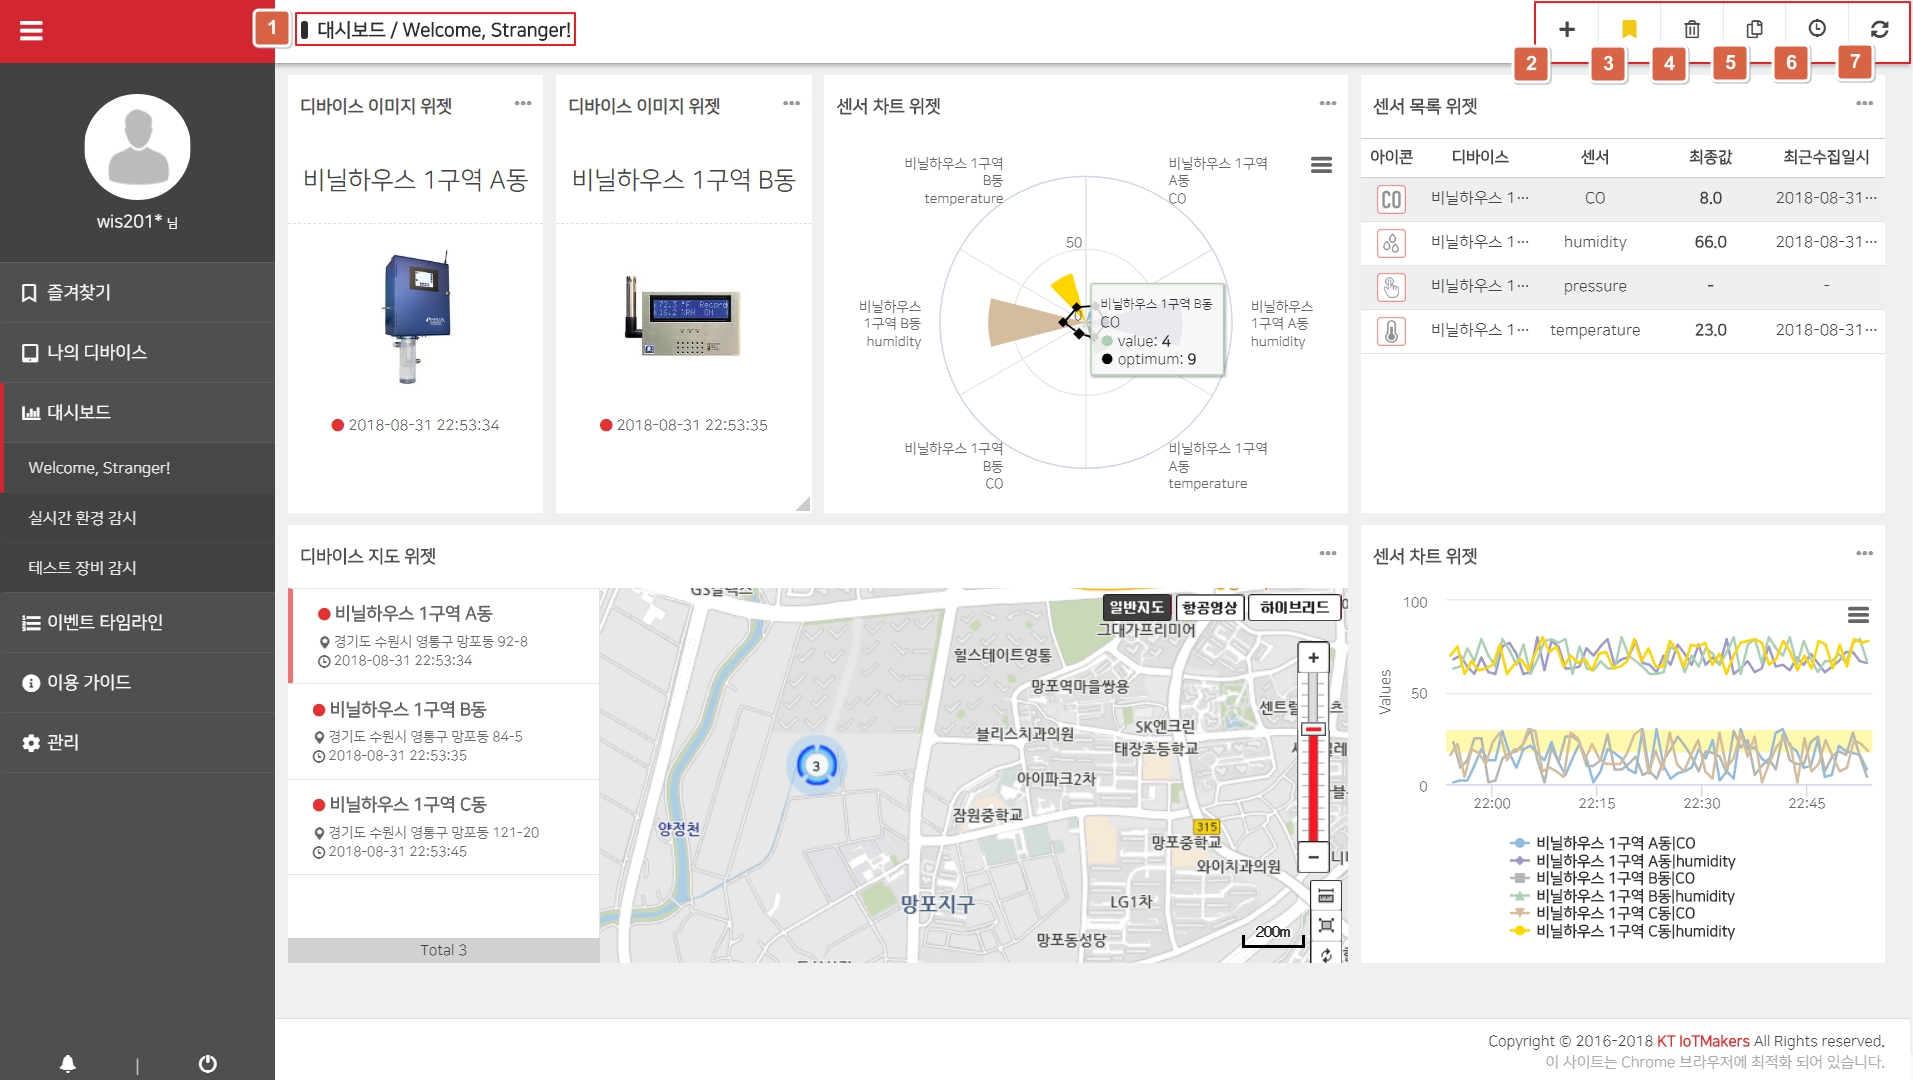 1
대시보드 / Welcome, Stranger!
2
3
4
5
6
7
wis201* 님
즐겨찾기
나의 디바이스
대시보드
Welcome, Stranger!
실시간 환경 감시
테스트 장비 감시
이벤트 타임라인
이용 가이드
관리
디바이스 이미지 위젯
비닐하우스 1구역 A동
2018-08-31 22:53:34
디바이스 이미지 위젯
비닐하우스 1구역 B동
72.3 °F Record
16.2 %RH ON
2018-08-31 22:53:35
센서 차트 위젯
비닐하우스 1구역
B동
temperature
비닐하우스 1구역
A동
CO
50
0
비닐하우스
1구역 B동
humidity
비닐하우스 1구역 B동
CO
value: 4
optimum: 9
비닐하우스
1구역 A동
humidity
비닐하우스 1구역
B동
CO
비닐하우스 1구역
A동
temperature
센서 목록 위젯
아이콘 디바이스 센서 최종값 최근수집일시
CO 비닐하우스 1··· CO 8.0 2018-08-31···
비닐하우스 1··· humidity 66.0 2018-08-31···
비닐하우스 1··· pressure - -
비닐하우스 1··· temperature 23.0 2018-08-31···
디바이스 지도 위젯
비닐하우스 1구역 A동
경기도 수원시 영통구 망포동 92-8
2018-08-31 22:53:34
비닐하우스 1구역 B동
경기도 수원시 영통구 망포동 84-5
2018-08-31 22:53:35
비닐하우스 1구역 C동
경기도 수원시 영통구 망포동 121-20
2018-08-31 22:53:45
Total 3
일반지도 항공영상 하이브리드
그대가프리미어
힐스테이트영통
망포역마을쌍용
센트럴
SK엔크린
블리스치과의원
태장초등학교
3
아이파크2차
잠원중학교
315
양정천
망포중학교
와이치과의원
망포지구
LG1차
망포동성당
200m
센서 차트 위젯
100
50
0
Values
22:00 22:15 22:30 22:45
비닐하우스 1구역 A동|CO
비닐하우스 1구역 A동|humidity
비닐하우스 1구역 B동|CO
비닐하우스 1구역 B동|humidity
비닐하우스 1구역 C동|CO
비닐하우스 1구역 C동|humidity
Copyright © 2016-2018 KT IoTMakers All Rights reserved.
이 사이트는 Chrome 브라우저에 최적화 되어 있습니다.